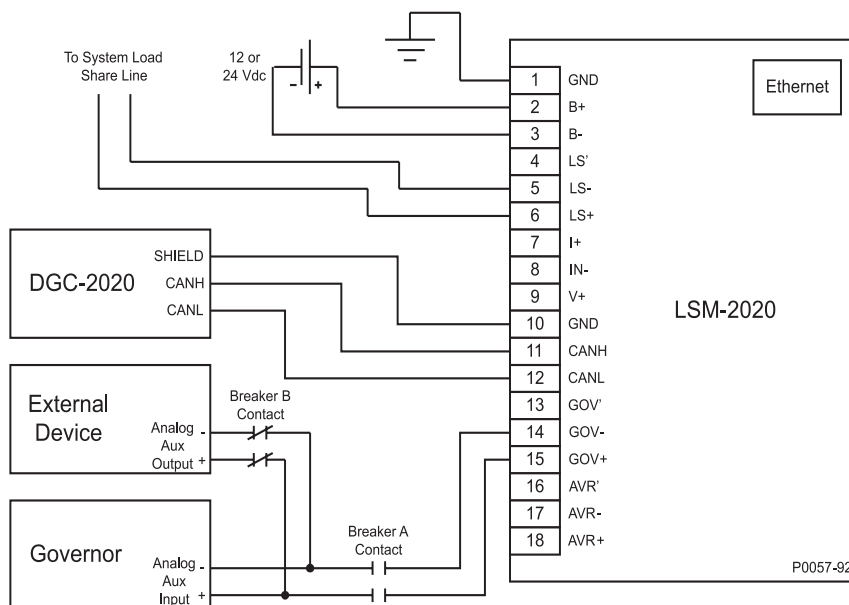 To System Load
Share Line
12 or
24 Vdc
- +
Ethernet
1 GND
2 B+
3 B-
4 LS'
5 LS-
6 LS+
7 I+
8 IN-
9 V+
10 GND
11 CANH
12 CANL
13 GOV'
14 GOV-
15 GOV+
16 AVR'
17 AVR-
18 AVR+
LSM-2020
DGC-2020
SHIELD
CANH
CANL
External
Device
Analog -
Aux
Output +
Breaker B
Contact
Governor
Analog -
Aux
Input +
Breaker A
Contact
P0057-92